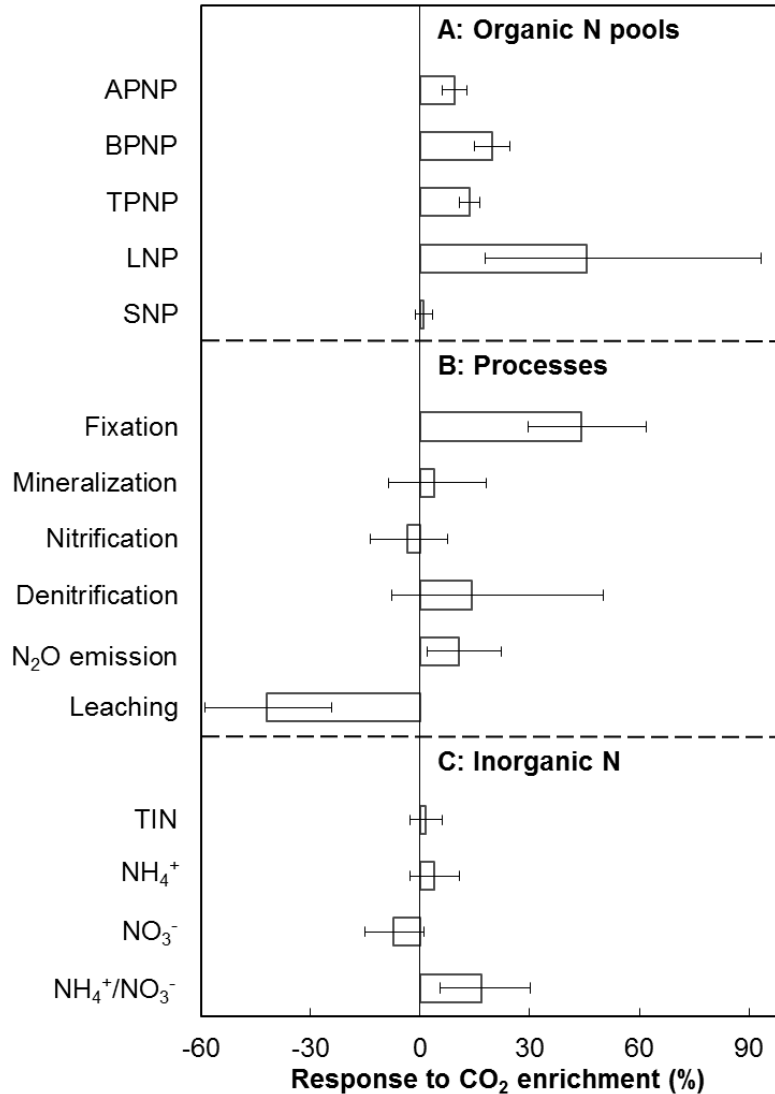 A: Organic N pools
APNP
BPNP
TPNP
LNP
SNP
B: Processes
Fixation
Mineralization
Nitrification
Denitrification
N₂O emission
Leaching
C: Inorganic N
TIN
NH₄⁺
NO₃⁻
NH₄⁺/NO₃⁻
-60 -30 0 30 60 90
Response to CO₂ enrichment (%)